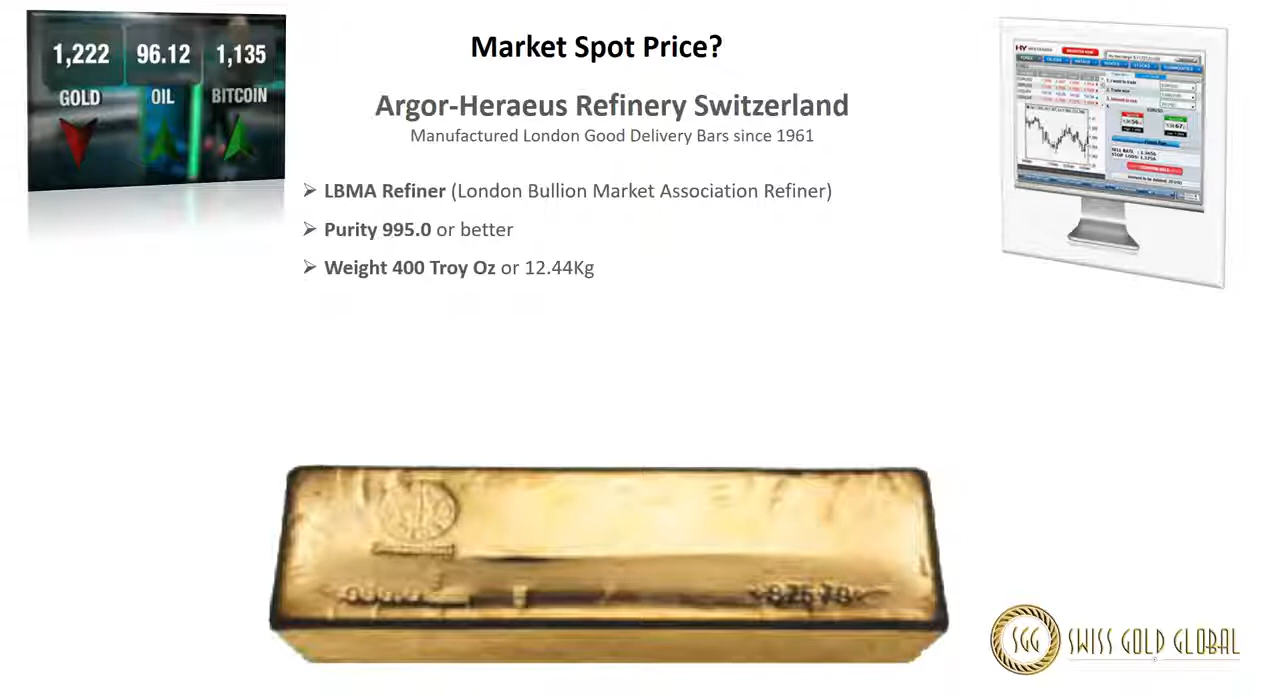 1,222 96.12 1,135
GOLD OIL BITCOIN
Market Spot Price?
Argor-Heraeus Refinery Switzerland
Manufactured London Good Delivery Bars since 1961
➢ LBMA Refiner (London Bullion Market Association Refiner)
➢ Purity 995.0 or better
➢ Weight 400 Troy Oz or 12.44Kg
SGG SWISS GOLD GLOBAL